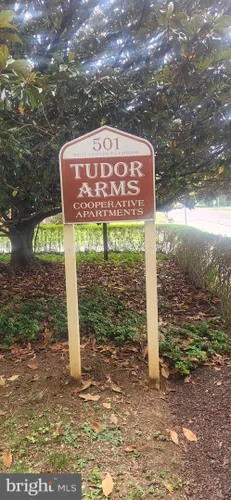 501
TUDOR
ARMS
COOPERATIVE
APARTMENTS
bright MLS